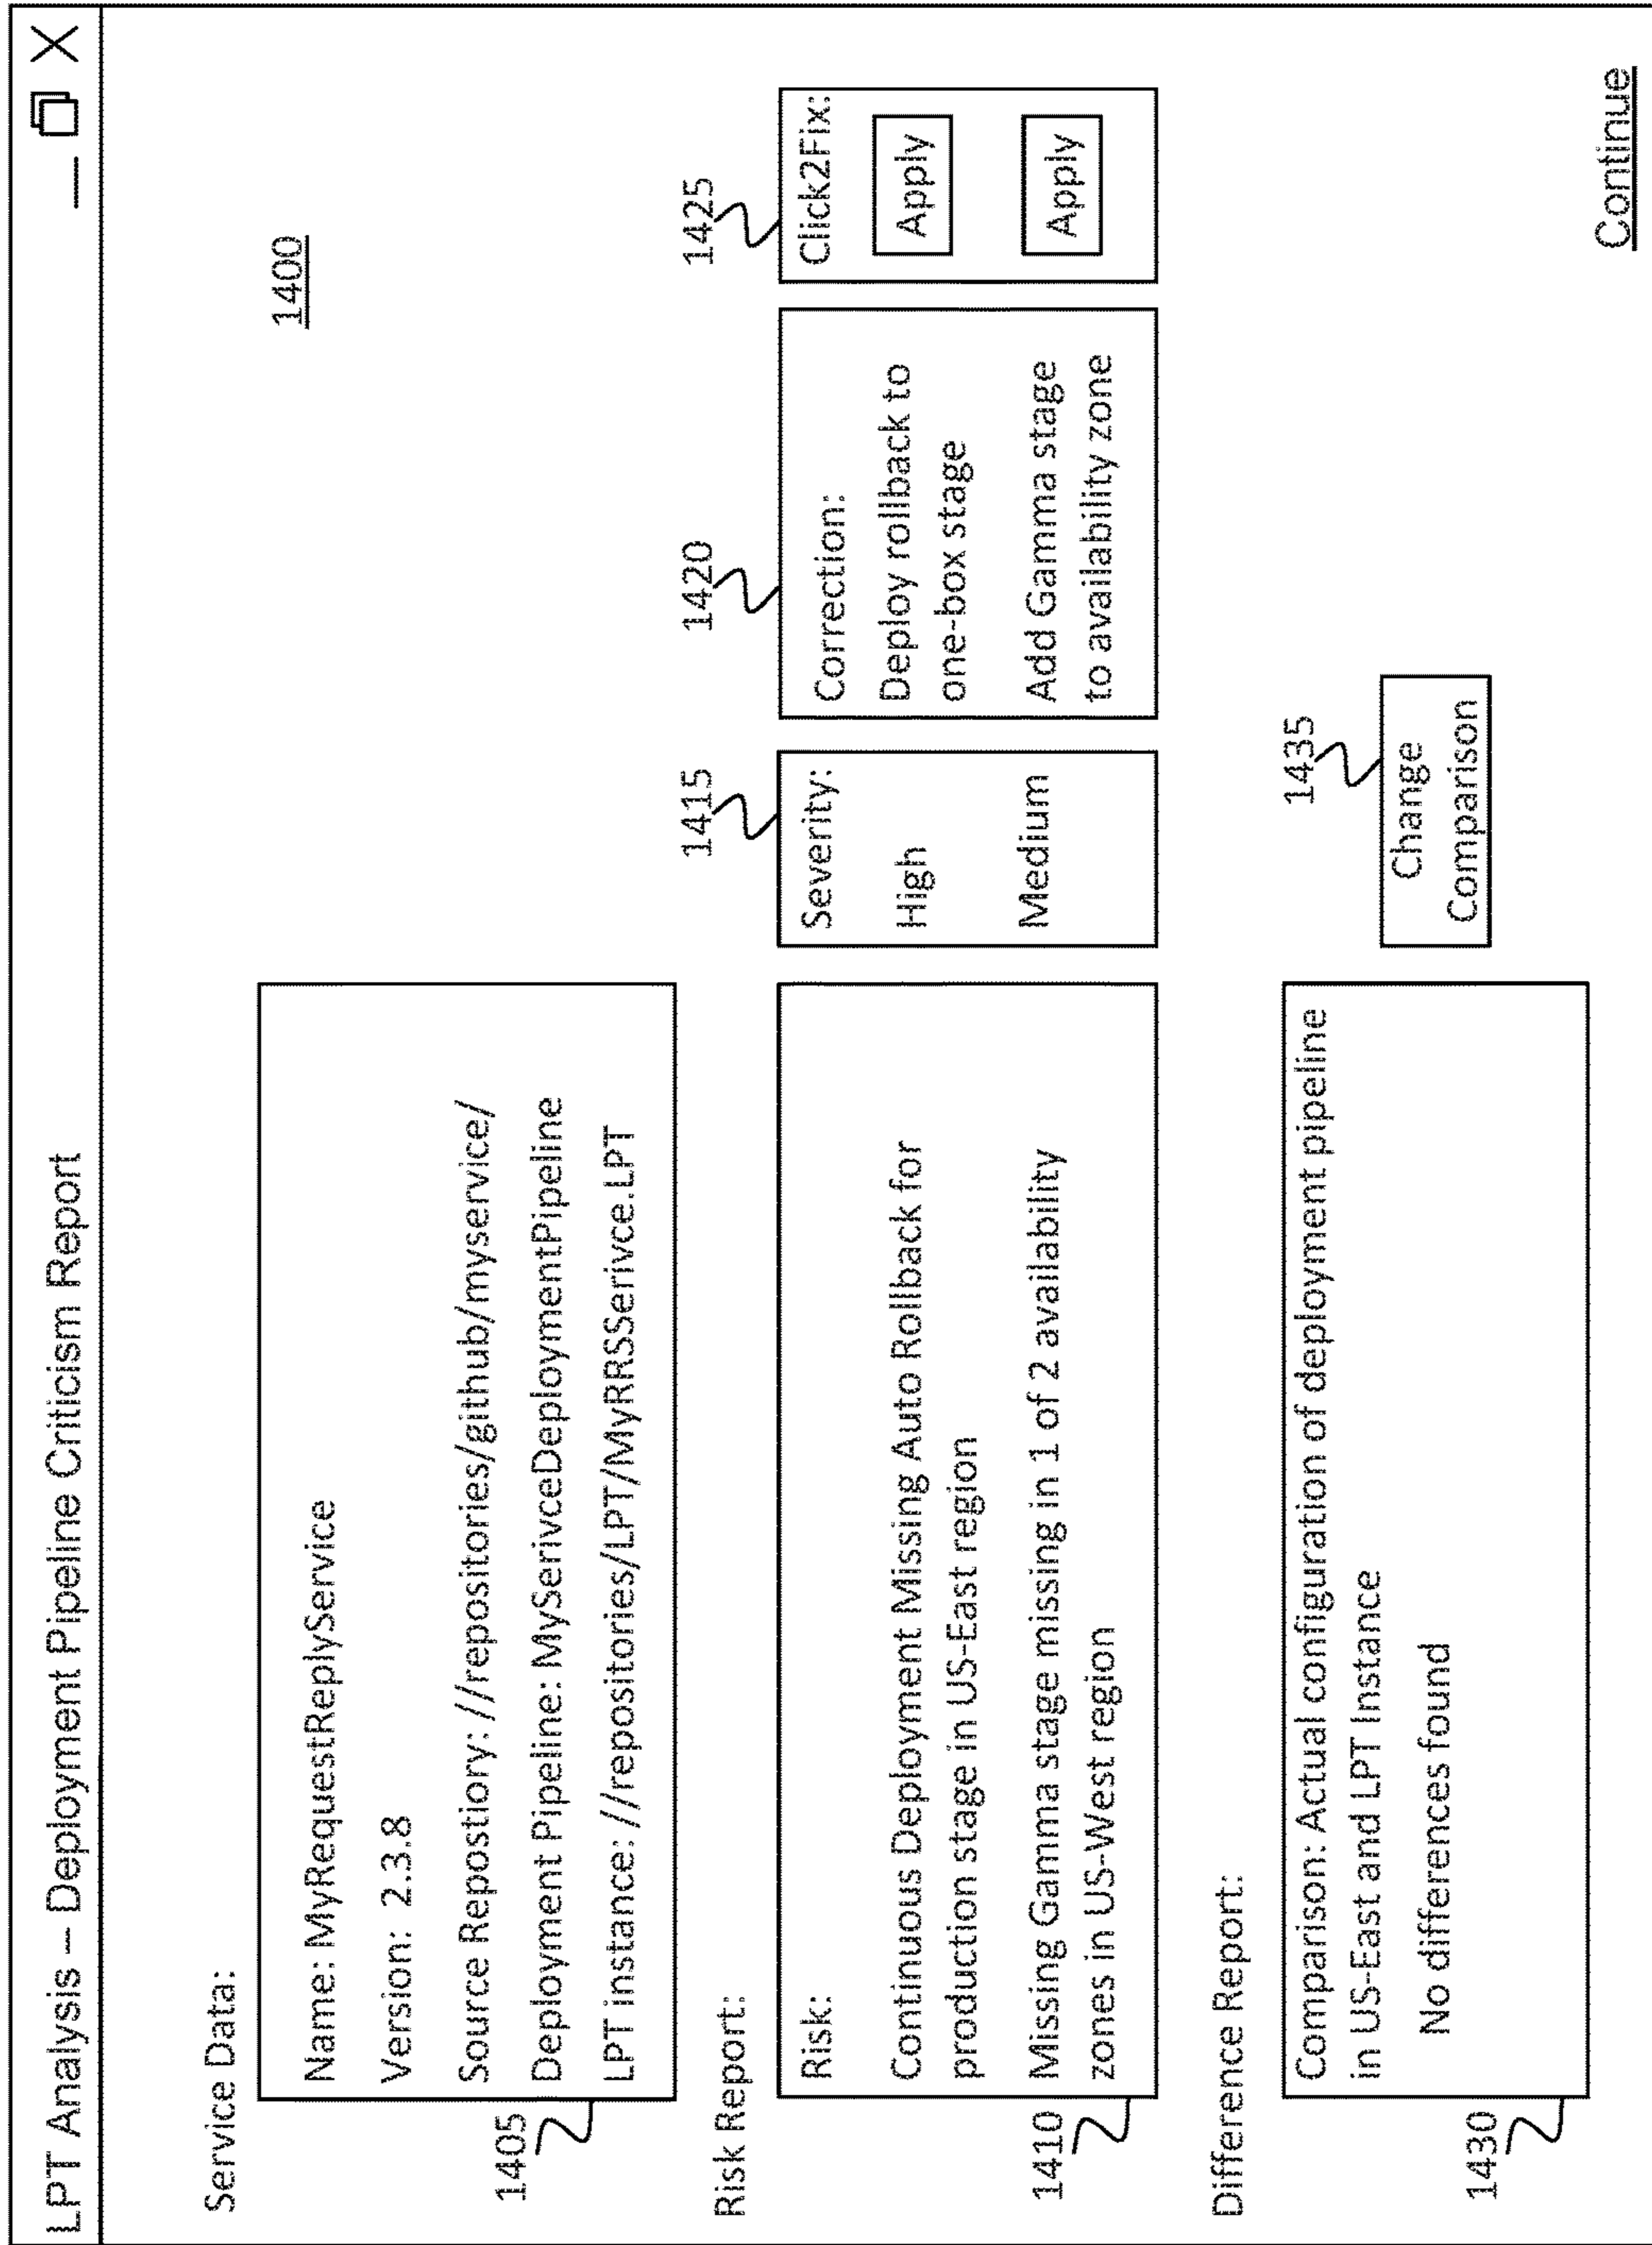 LPT Analysis – Deployment Pipeline Criticism Report
1400
Service Data:
1405
Name: MyRequestReplyService
Version: 2.3.8
Source Repostiory: ://repositories/github/myservice/
Deployment Pipeline: MySerivceDeploymentPipeline
LPT instance: ://repositories/LPT/MyRRSSerivce.LPT
Risk Report:
1410
Risk:
Continuous Deployment Missing Auto Rollback for
production stage in US-East region
Missing Gamma stage missing in 1 of 2 availability
zones in US-West region
1415
Severity:
High
Medium
1420
Correction:
Deploy rollback to
one-box stage
Add Gamma stage
to availability zone
1425
Click2Fix:
Apply
Apply
Difference Report:
1430
Comparison: Actual configuration of deployment pipeline
in US-East and LPT Instance
No differences found
1435
Change
Comparison
Continue